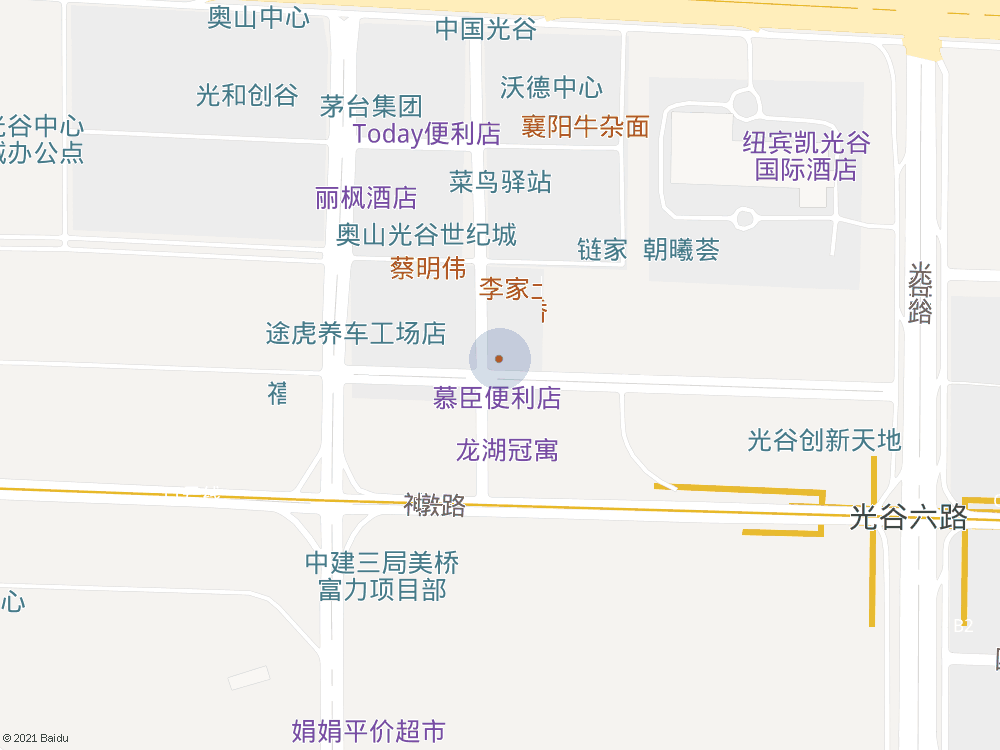 奥山中心
中国光谷
光和创谷
茅台集团
沃德中心
光谷中心
城办公点
Today便利店
襄阳牛杂面
纽宾凯光谷
国际酒店
丽枫酒店
菜鸟驿站
奥山光谷世纪城
链家
朝曦荟
蔡明伟
李家
途虎养车工场店
慕臣便利店
龙湖冠寓
光谷创新天地
神墩路
光谷六路
中建三局美桥
富力项目部
心
B2
娟娟平价超市
© 2021 Baidu